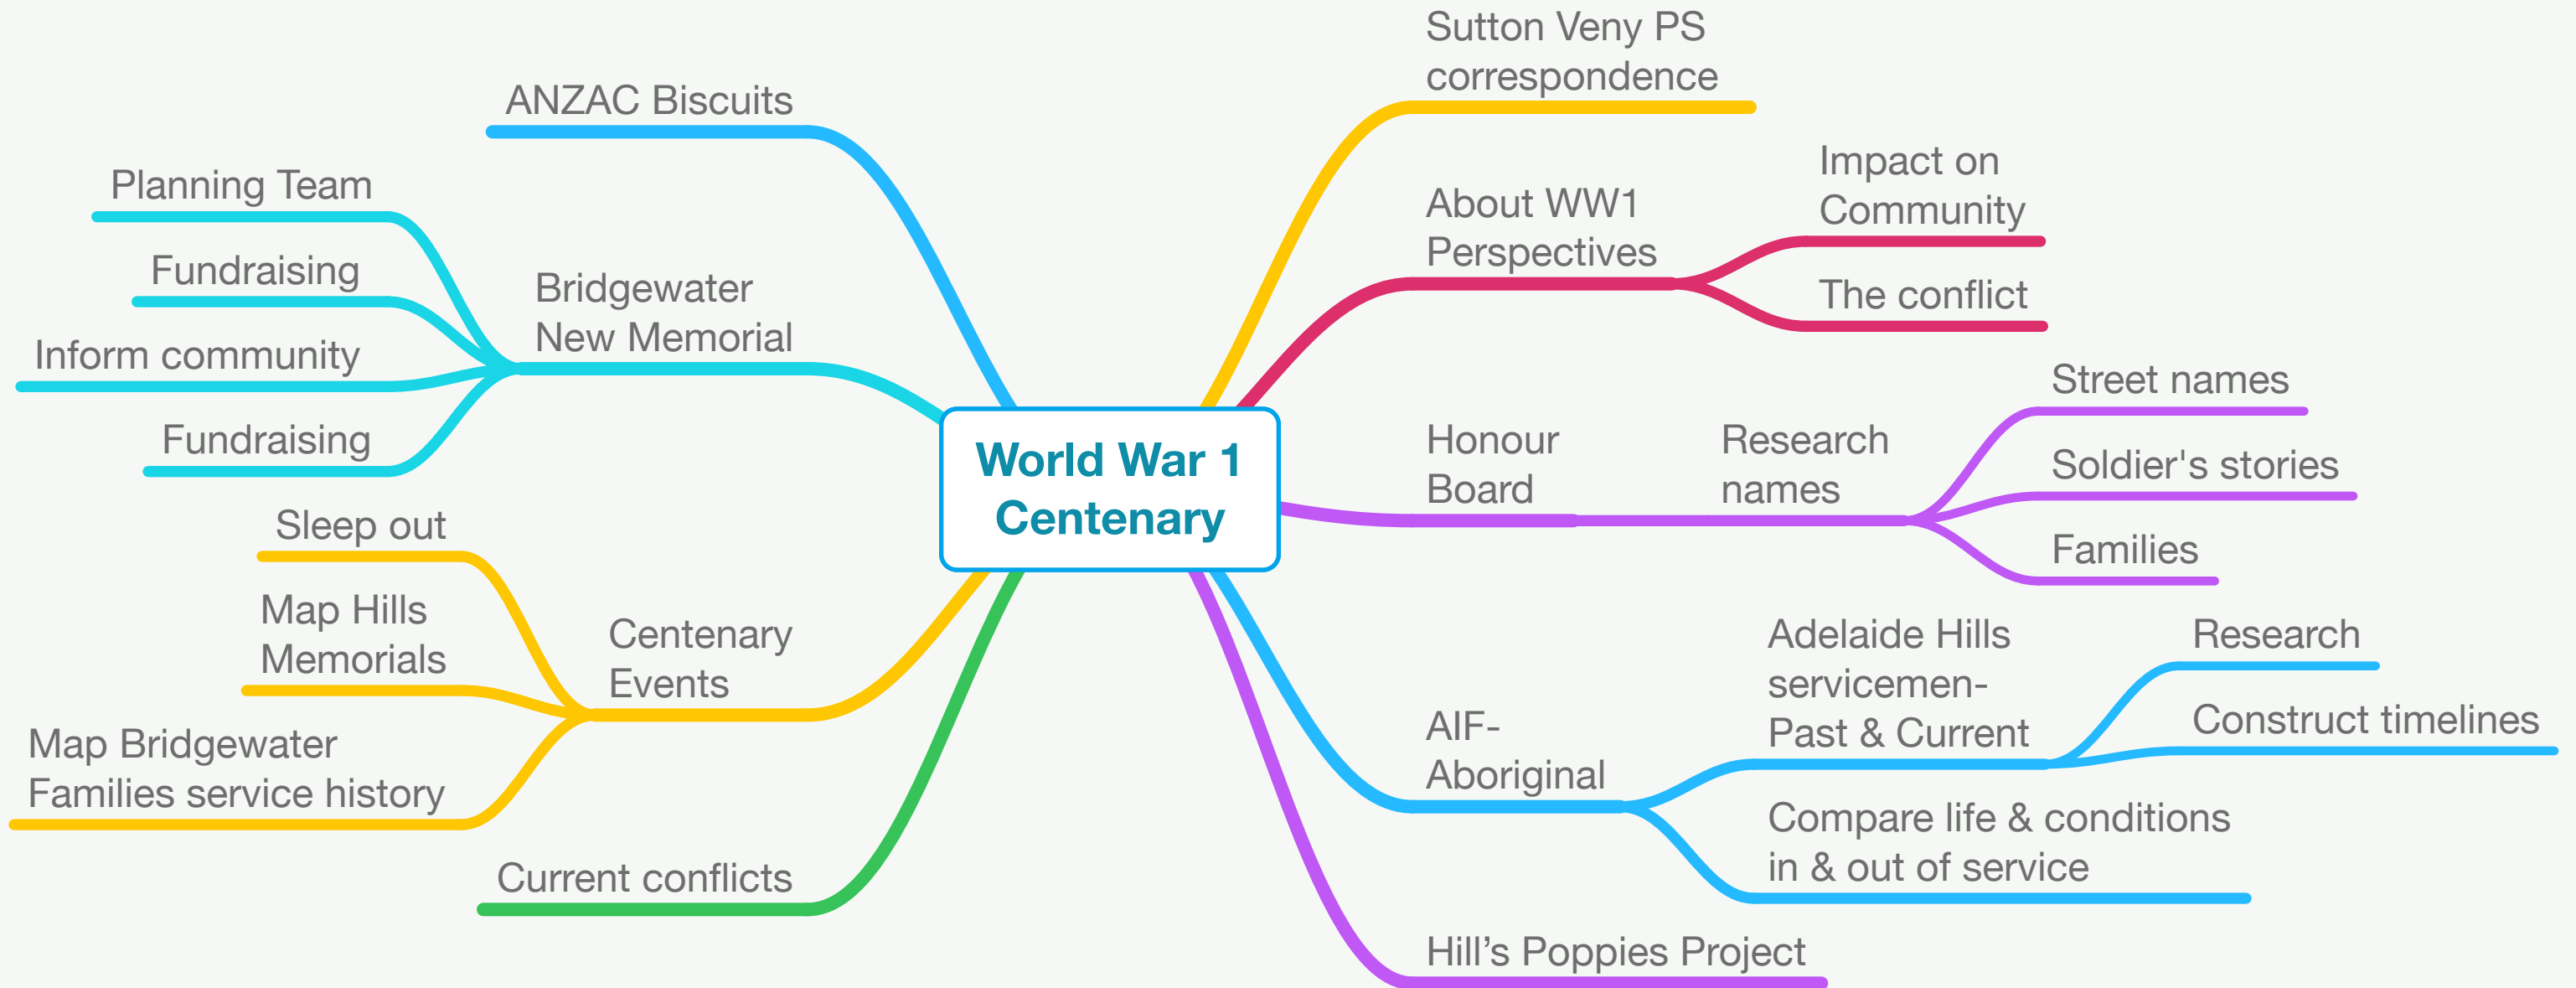 World War 1
Centenary
ANZAC Biscuits
Bridgewater
New Memorial
Planning Team
Fundraising
Inform community
Fundraising
Centenary
Events
Sleep out
Map Hills
Memorials
Map Bridgewater
Families service history
Current conflicts
Sutton Veny PS
correspondence
About WW1
Perspectives
Impact on
Community
The conflict
Honour
Board
Research
names
Street names
Soldier's stories
Families
AIF-
Aboriginal
Adelaide Hills
servicemen-
Past & Current
Research
Construct timelines
Compare life & conditions
in & out of service
Hill’s Poppies Project